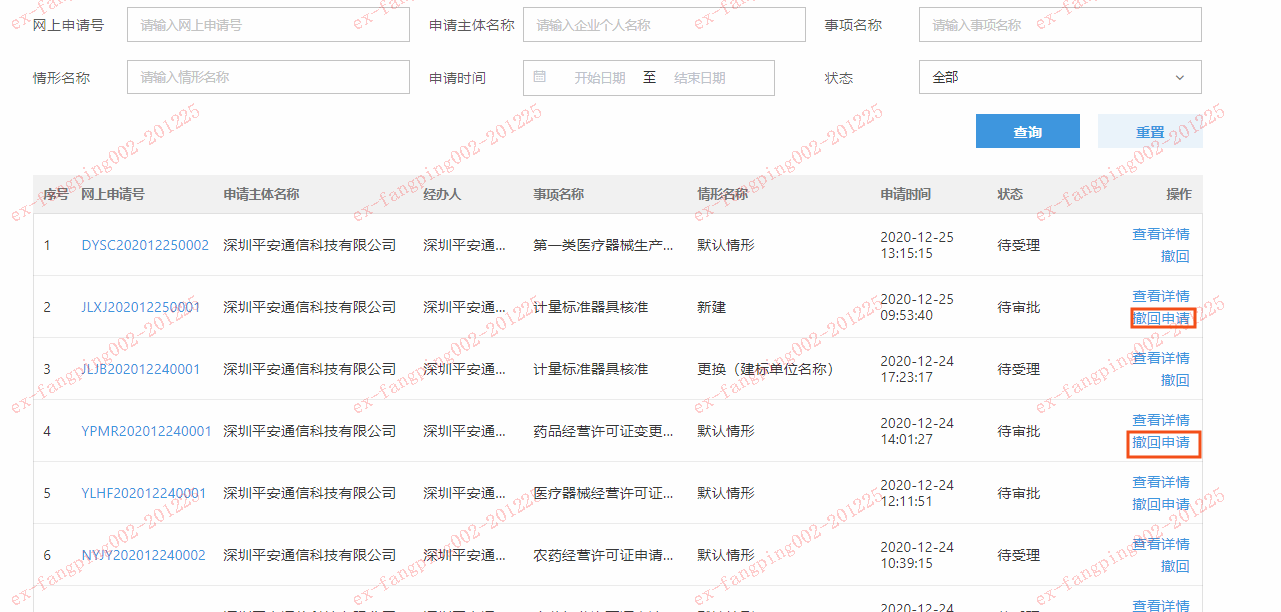 网上申请号 请输入网上申请号 申请主体名称 请输入企业个人名称 事项名称 请输入事项名称
情形名称 请输入情形名称 申请时间 开始日期 至 结束日期 状态 全部
查询 重置
序号 网上申请号 申请主体名称 经办人 事项名称 情形名称 申请时间 状态 操作
1 DYSC202012250002 深圳平安通信科技有限公司 深圳平安通... 第一类医疗器械生产... 默认情形 2020-12-25 13:15:15 待受理 查看详情 撤回
2 JLXJ202012250001 深圳平安通信科技有限公司 深圳平安通... 计量标准器具核准 新建 2020-12-25 09:53:40 待审批 查看详情 撤回申请
3 JLJB202012240001 深圳平安通信科技有限公司 深圳平安通... 计量标准器具核准 更换（建标单位名称） 2020-12-24 17:23:17 待受理 查看详情 撤回
4 YPMR202012240001 深圳平安通信科技有限公司 深圳平安通... 药品经营许可证变更... 默认情形 2020-12-24 14:01:27 待审批 查看详情 撤回申请
5 YLHF202012240001 深圳平安通信科技有限公司 深圳平安通... 医疗器械经营许可证... 默认情形 2020-12-24 12:11:51 待审批 查看详情 撤回申请
6 NYJY202012240002 深圳平安通信科技有限公司 深圳平安通... 农药经营许可证申请... 默认情形 2020-12-24 10:39:15 待受理 查看详情 撤回
2020-12-24 查看详情
ex-fangping002-201225